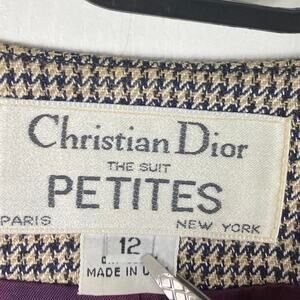 Christian Dior
THE SUIT
PETITES
PARIS NEW YORK
12
MADE IN